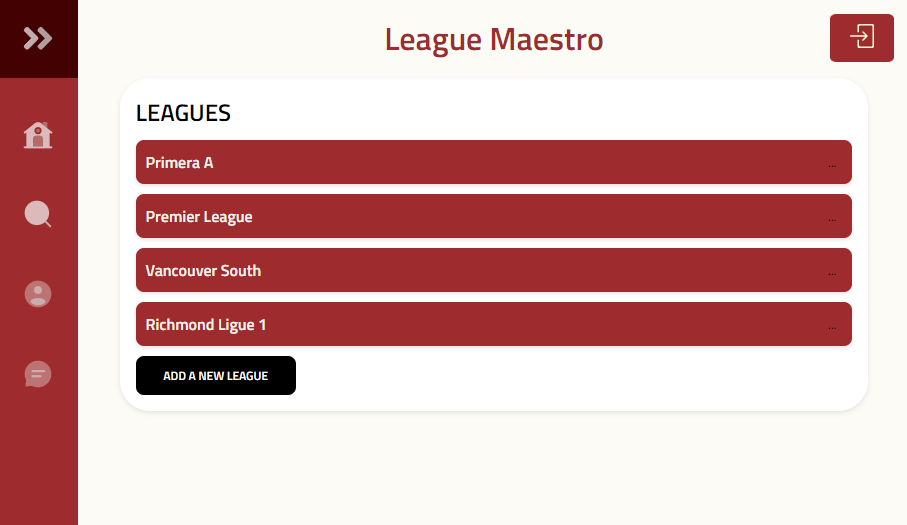 League Maestro
LEAGUES
Primera A ...
Premier League ...
Vancouver South ...
Richmond Ligue 1 ...
ADD A NEW LEAGUE